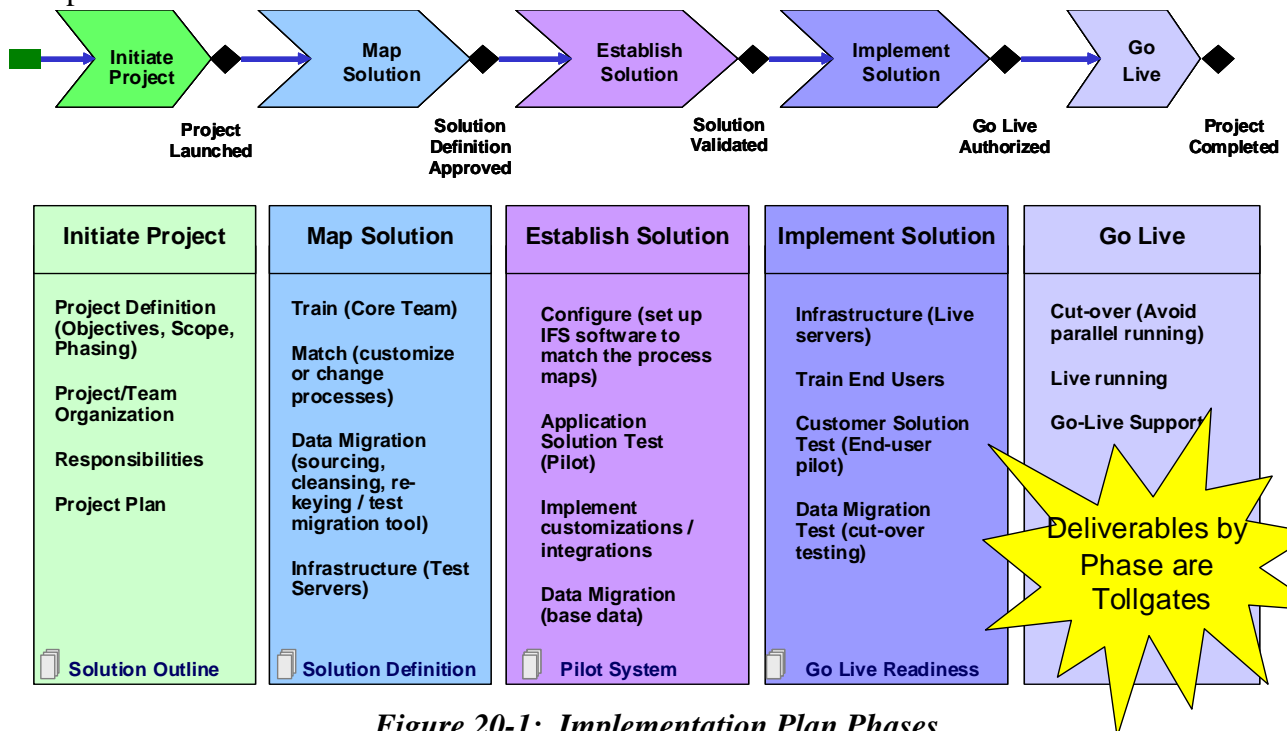 Initiate
Project
Map
Solution
Establish
Solution
Implement
Solution
Go
Live
Project
Launched
Solution
Definition
Approved
Solution
Validated
Go Live
Authorized
Project
Completed
Initiate Project
Project Definition
(Objectives, Scope,
Phasing)
Project/Team
Organization
Responsibilities
Project Plan
Solution Outline
Map Solution
Train (Core Team)
Match (customize
or change
processes)
Data Migration
(sourcing,
cleansing, re-
keying / test
migration tool)
Infrastructure (Test
Servers)
Solution Definition
Establish Solution
Configure (set up
IFS software to
match the process
maps)
Application
Solution Test
(Pilot)
Implement
customizations /
integrations
Data Migration
(base data)
Pilot System
Implement Solution
Infrastructure (Live
servers)
Train End Users
Customer Solution
Test (End-user
pilot)
Data Migration
Test (cut-over
testing)
Go Live Readiness
Go Live
Cut-over (Avoid
parallel running)
Live running
Go-Live Support
Deliverables by
Phase are
Tollgates
Figure 20-1: Implementation Plan Phases